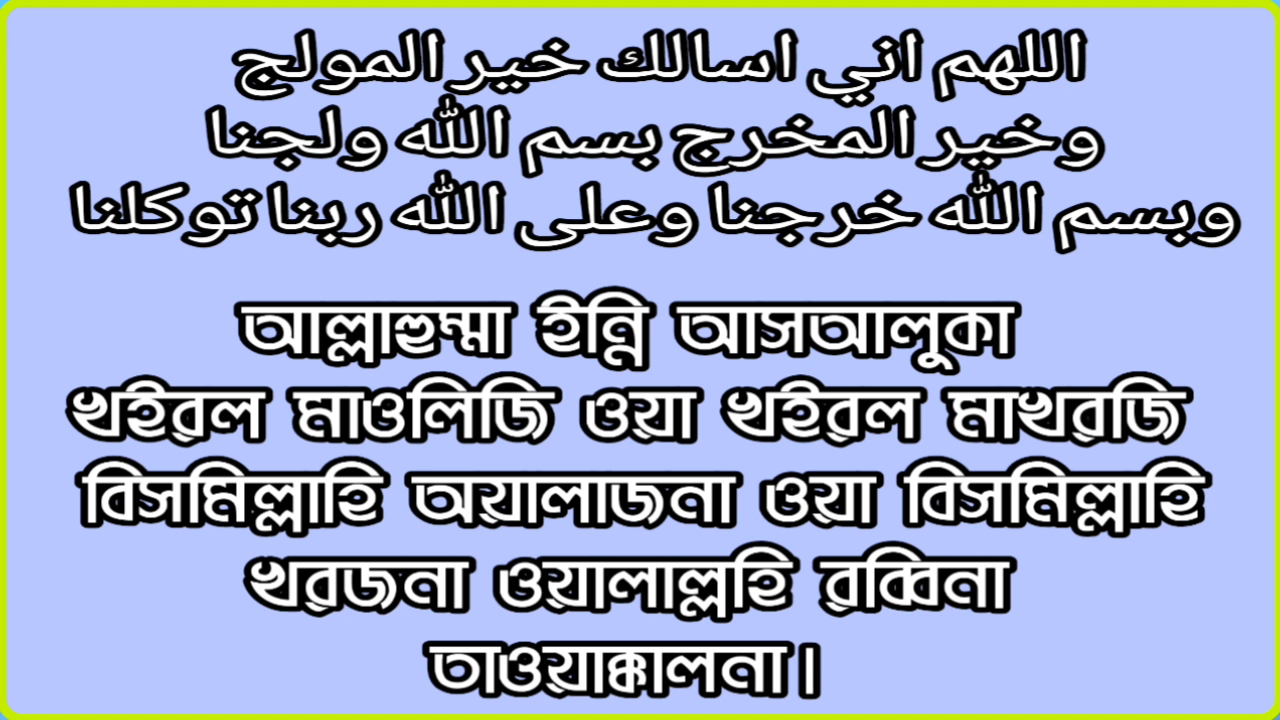 اللهم اني اسالك خير المولج
وخير المخرج بسم الله ولجنا
وبسم الله خرجنا وعلى الله ربنا توكلنا
আল্লাহুম্মা ইন্নি আসআলুকা
খইরল মাওলিজি ওয়া খইরল মাখরজি
বিসমিল্লাহি অয়ালাজনা ওয়া বিসমিল্লাহি
খরজনা ওয়ালাল্লহি রব্বিনা
তাওয়াক্কালনা।